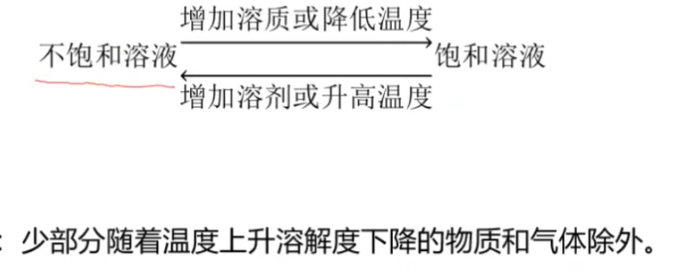 增加溶质或降低温度
不饱和溶液 饱和溶液
增加溶剂或升高温度
：少部分随着温度上升溶解度下降的物质和气体除外。